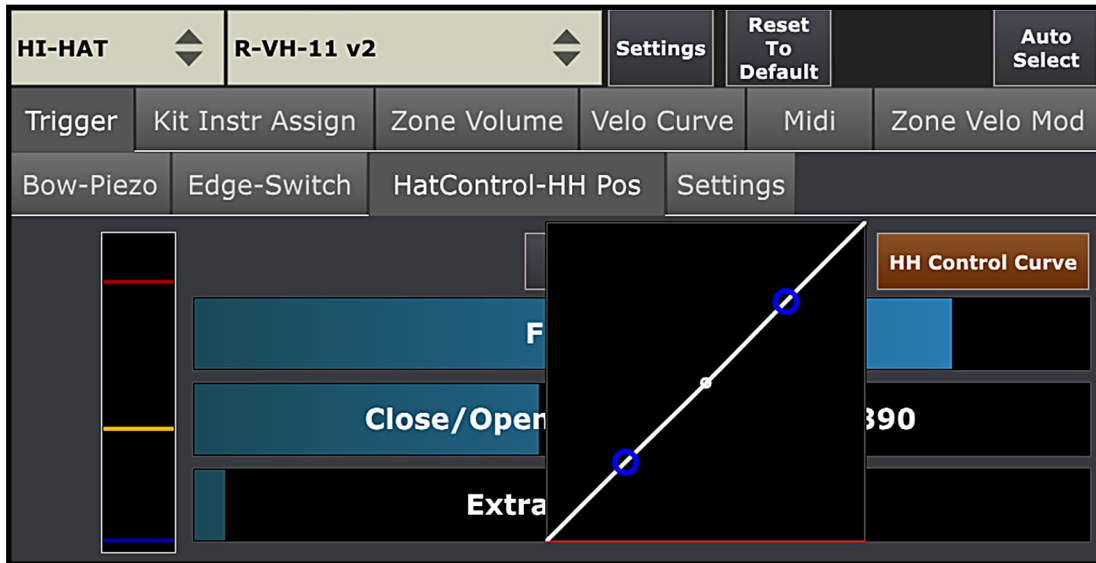 HI-HAT
R-VH-11 v2
Settings
Reset
To
Default
Auto
Select
Trigger
Kit Instr Assign
Zone Volume
Velo Curve
Midi
Zone Velo Mod
Bow-Piezo
Edge-Switch
HatControl-HH Pos
Settings
HH Control Curve
F
Close/Open
390
Extra